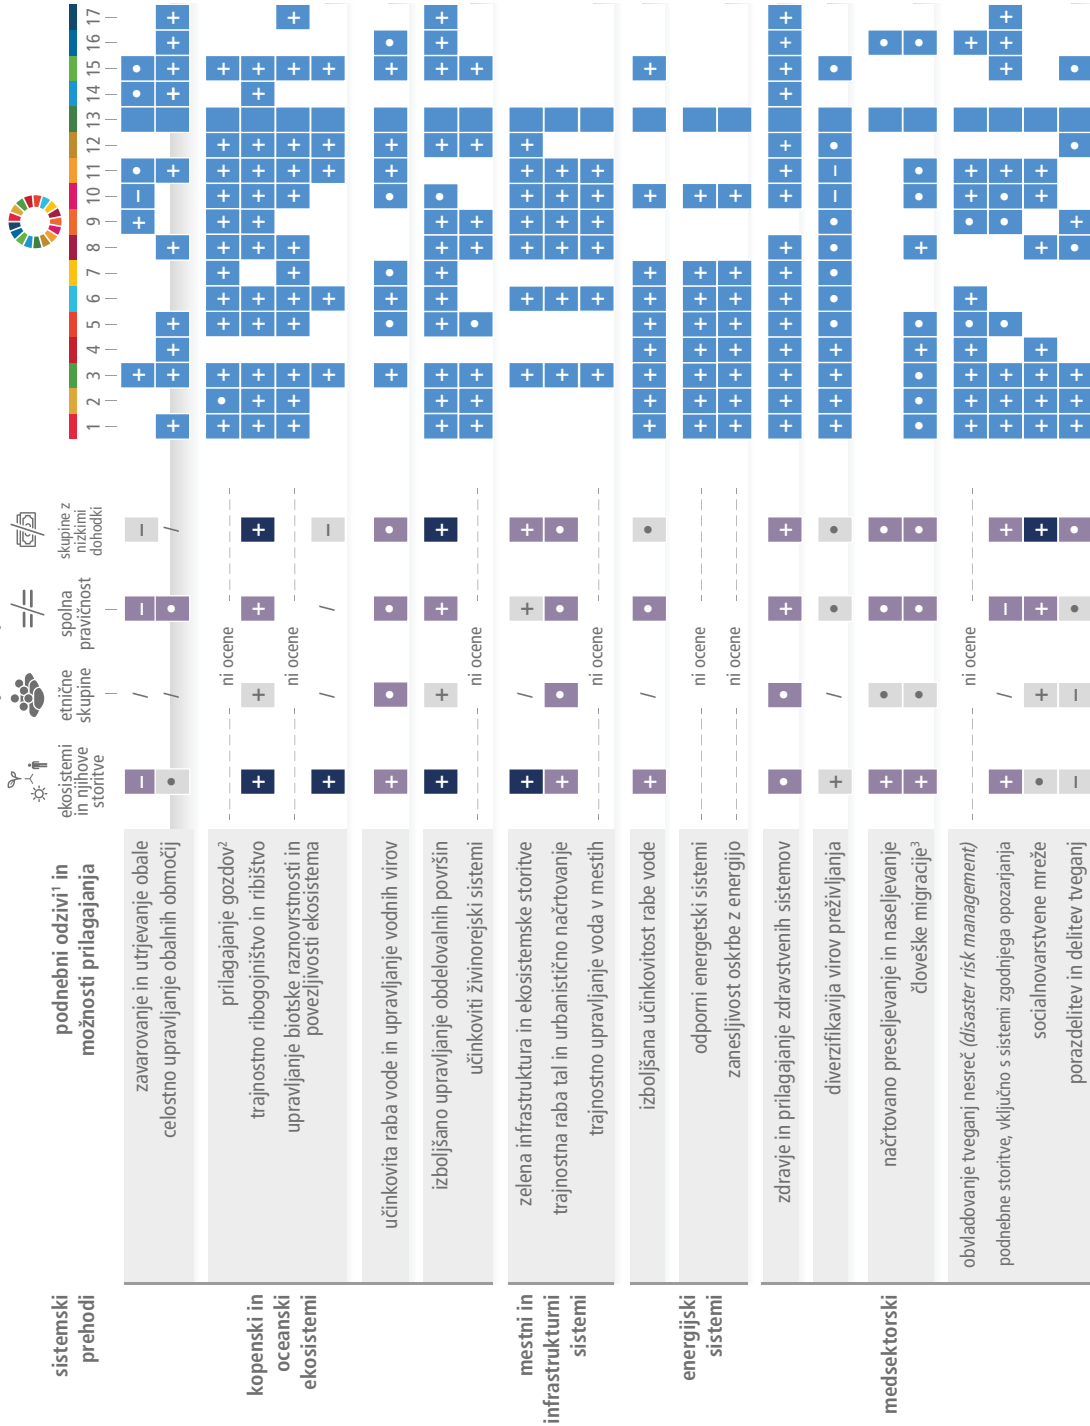 sistemski
prehodi
podnebni odzivi¹ in
možnosti prilagajanja
ekosistemi
in njihove
storitve
etnične
skupine
spolna
pravičnost
skupine z
nizkimi
dohodki
1 2 3 4 5 6 7 8 9 10 11 12 13 14 15 16 17
zavarovanje in utrjevanje obale
− / − − + + − • • •
celostno upravljanje obalnih območij
• / • / + + + + + + + + + +
kopenski in
oceanski
ekosistemi
prilagajanje gozdov²
ni ocene
+ • + + + + + + + + + +
trajnostno ribogojništvo in ribištvo
+ + + + + + + + + + + + + + + +
upravljanje biotske raznovrstnosti in
povezljivosti ekosistema
ni ocene
+ + + + + + + + + + + +
+ / / − + + + + +
učinkovita raba vode in upravljanje vodnih virov
+ • • • + • + • • + + + •
izboljšano upravljanje obdelovalnih površin
+ + + + + + + + + + + + • + + + +
učinkoviti živinorejski sistemi
ni ocene
+ + + • + + + +
mestni in
infrastrukturni
sistemi
zelena infrastruktura in ekosistemske storitve
+ / + + + + + + + + +
trajnostna raba tal in urbanistično načrtovanje
+ • • • + + + + + +
trajnostno upravljanje voda v mestih
ni ocene
+ + + + + +
energijski
sistemi
izboljšana učinkovitost rabe vode
+ / • • + + + + + + + + +
odporni energetski sistemi
ni ocene
+ + + + + + + +
zanesljivost oskrbe z energijo
ni ocene
+ + + + + + + +
medsektorski
zdravje in prilagajanje zdravstvenih sistemov
• • + + + + + + + + + + + + + + + + +
diverzifikavija virov preživljanja
+ / • • + + + + • • • • • − − • •
načrtovano preseljevanje in naseljevanje
+ • • • •
človeške migracije³
+ • • • • • • + • + • • •
obvladovanje tveganj nesreč (disaster risk management)
ni ocene
+ + + + • + • + + +
podnebne storitve, vključno s sistemi zgodnjega opozarjanja
+ / − + + + + • • • + + + +
socialnovarstvene mreže
• + + + + + + + + + +
porazdelitev in delitev tveganj
− − • • + + + • + • •